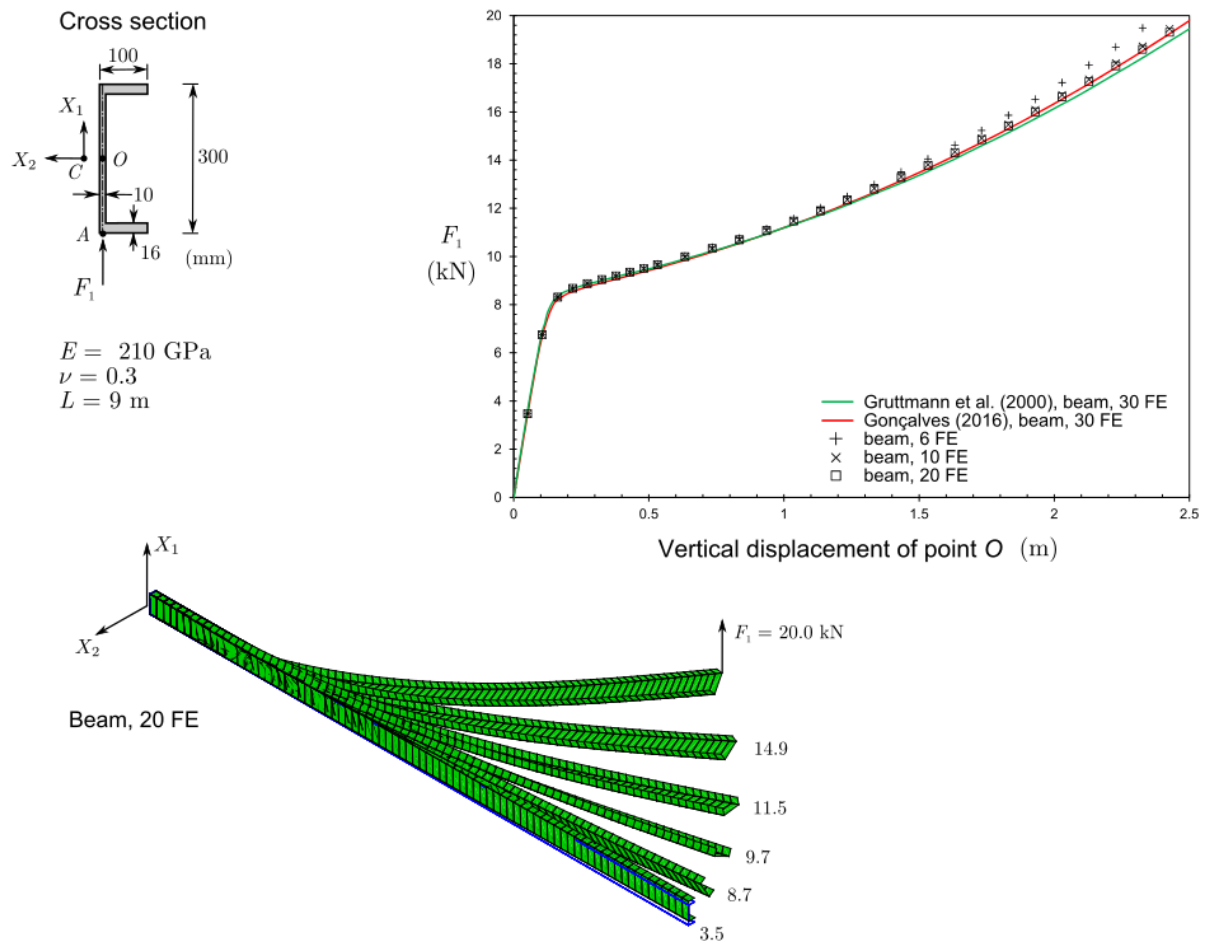 Cross section
100
X₁
X₂
C
O
300
10
A
16
(mm)
F₁
E = 210 GPa
ν = 0.3
L = 9 m
20
18
16
14
12
10
8
6
4
2
0
F₁
(kN)
Gruttmann et al. (2000), beam, 30 FE
Gonçalves (2016), beam, 30 FE
beam, 6 FE
beam, 10 FE
beam, 20 FE
0
0.5
1
1.5
2
2.5
Vertical displacement of point O (m)
X₁
X₂
F₁ = 20.0 kN
Beam, 20 FE
14.9
11.5
9.7
8.7
3.5